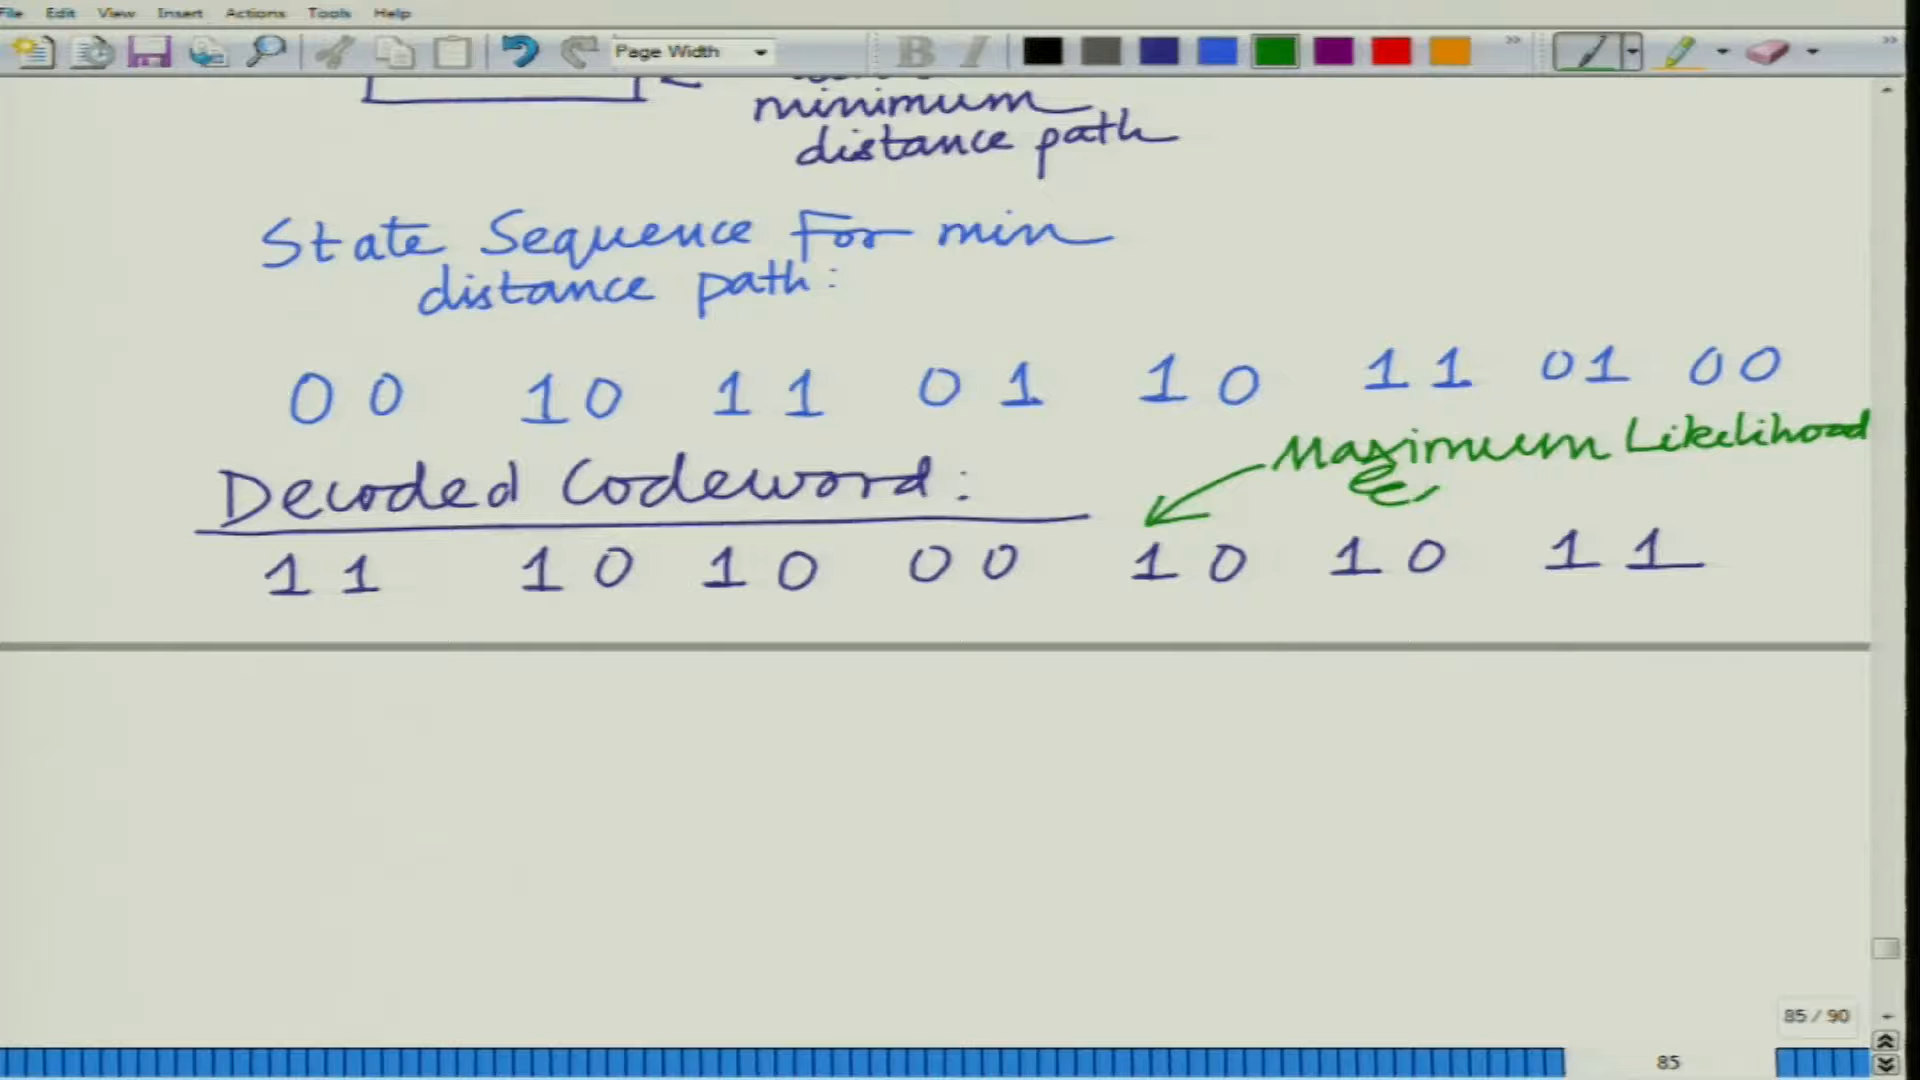 File Edit View Insert Actions Tools Help
Page Width
minimum
distance path
State Sequence For min
distance path:
00 10 11 01 10 11 01 00
Maximum Likelihood
Decoded Codeword:
11 10 10 00 10 10 11
85 / 90
85